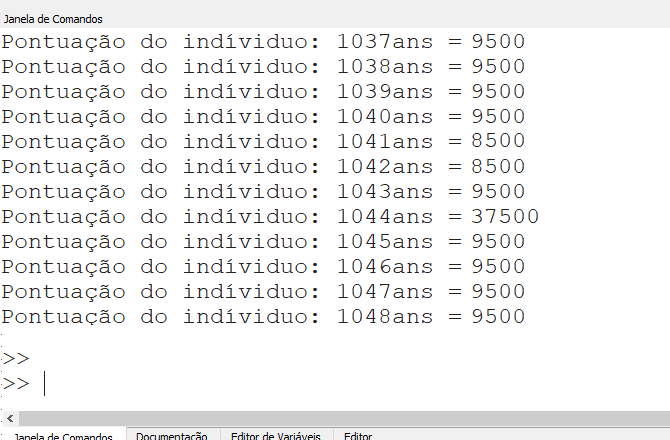 Janela de Comandos
Pontuação do indíviduo: 1037ans = 9500
Pontuação do indíviduo: 1038ans = 9500
Pontuação do indíviduo: 1039ans = 9500
Pontuação do indíviduo: 1040ans = 9500
Pontuação do indíviduo: 1041ans = 8500
Pontuação do indíviduo: 1042ans = 8500
Pontuação do indíviduo: 1043ans = 9500
Pontuação do indíviduo: 1044ans = 37500
Pontuação do indíviduo: 1045ans = 9500
Pontuação do indíviduo: 1046ans = 9500
Pontuação do indíviduo: 1047ans = 9500
Pontuação do indíviduo: 1048ans = 9500
>>
>>
Janela de Comandos Documentação Editor de Variáveis Editor